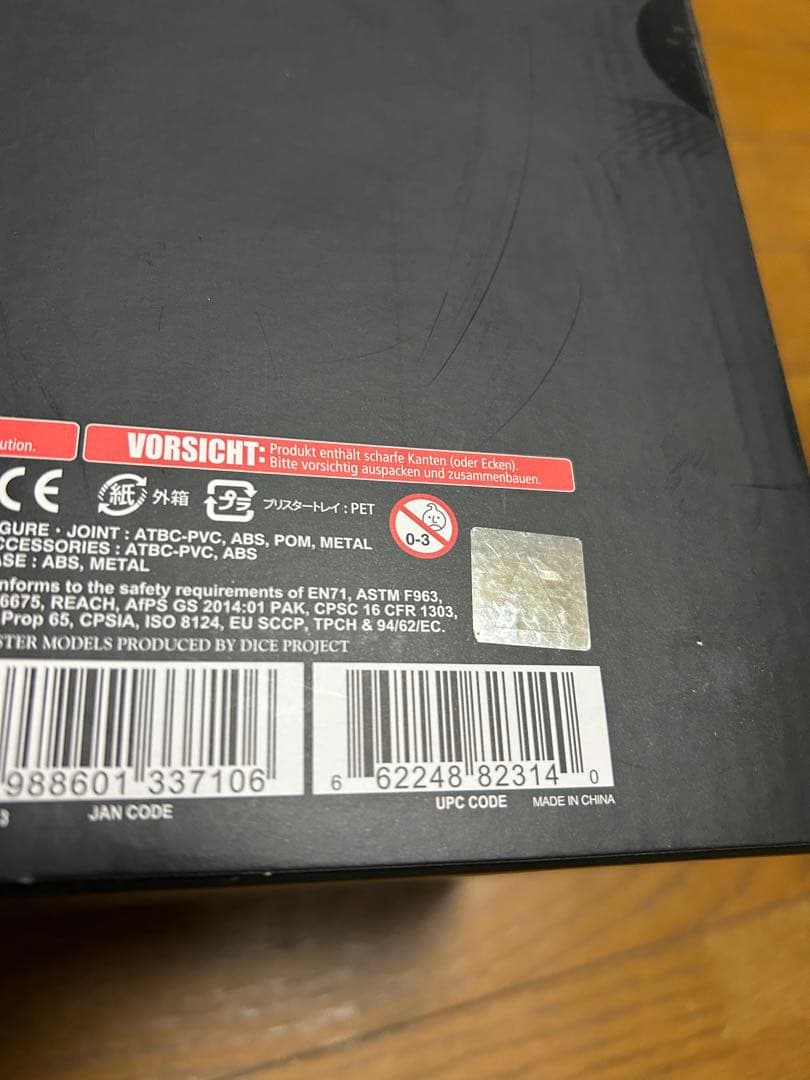 ution.
VORSICHT: Produkt enthält scharfe Kanten (oder Ecken).
Bitte vorsichtig auspacken und zusammenbauen.
CE 紙 外箱 プラ ブリスタートレイ : PET
0-3
IGURE・JOINT : ATBC-PVC, ABS, POM, METAL
CCESSORIES : ATBC-PVC, ABS
ASE : ABS, METAL
nforms to the safety requirements of EN71, ASTM F963,
6675, REACH, AfPS GS 2014:01 PAK, CPSC 16 CFR 1303,
Prop 65, CPSIA, ISO 8124, EU SCCP, TPCH & 94/62/EC.
STER MODELS PRODUCED BY DICE PROJECT
988601 337106
6 62248 82314 0
3 JAN CODE
UPC CODE MADE IN CHINA